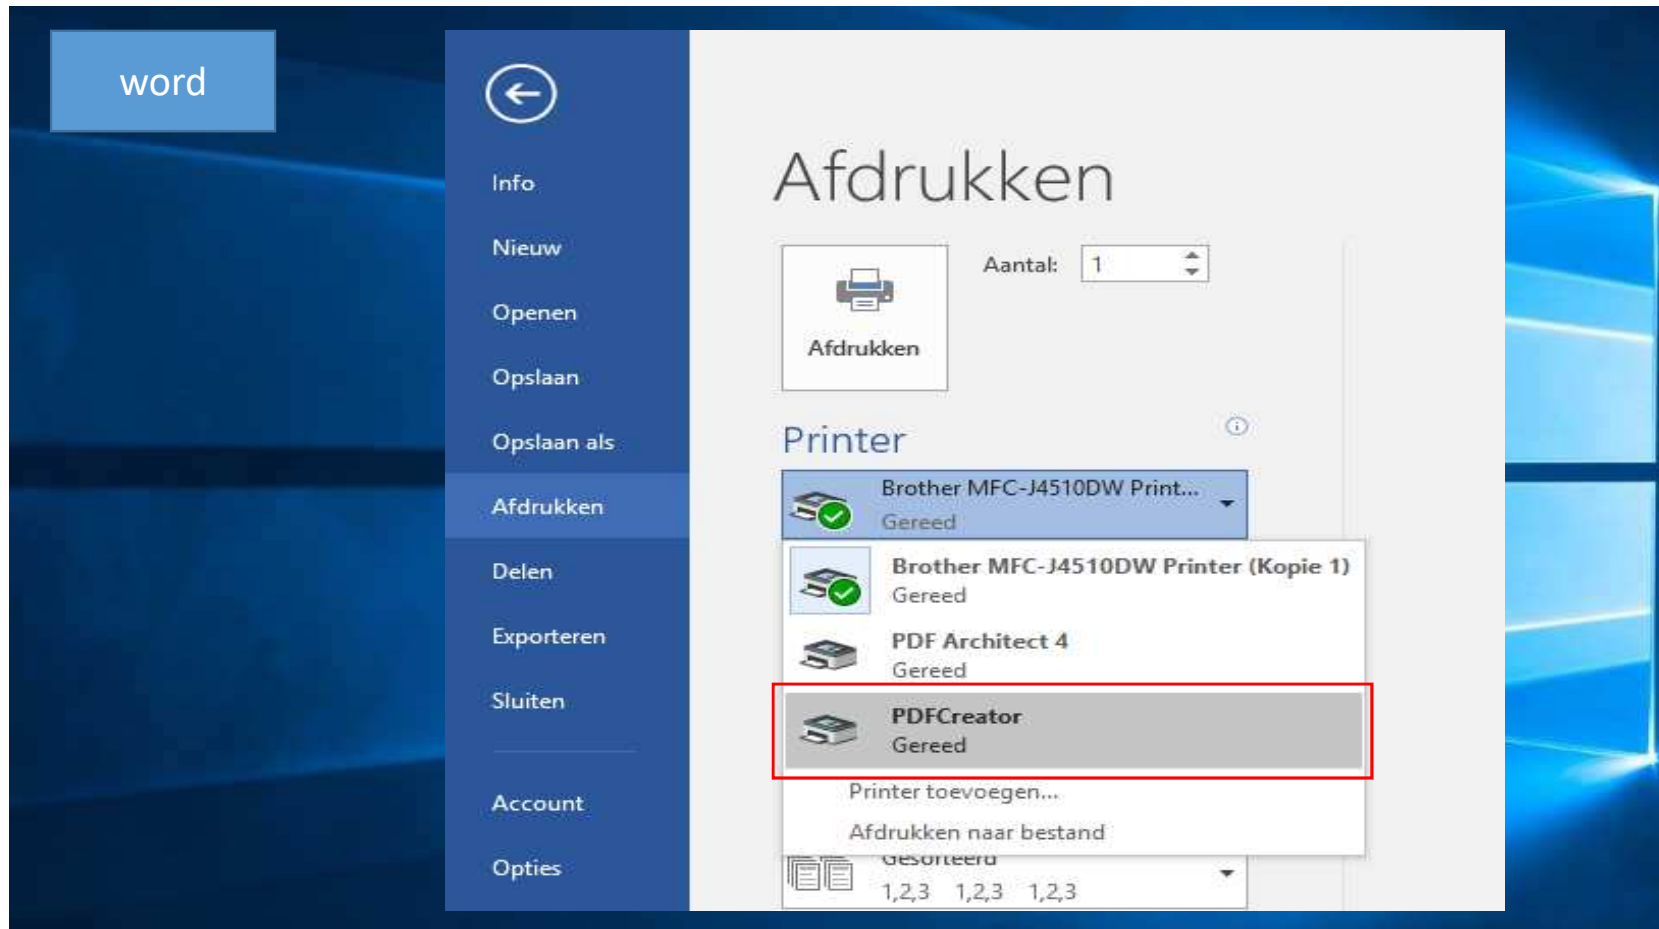 word
Info
Nieuw
Openen
Opslaan
Opslaan als
Afdrukken
Delen
Exporteren
Sluiten
Account
Opties
Afdrukken
Aantal: 1
Afdrukken
Printer
Brother MFC-J4510DW Print...
Gereed
Brother MFC-J4510DW Printer (Kopie 1)
Gereed
PDF Architect 4
Gereed
PDFCreator
Gereed
Printer toevoegen...
Afdrukken naar bestand
Gesorteerd
1,2,3 1,2,3 1,2,3